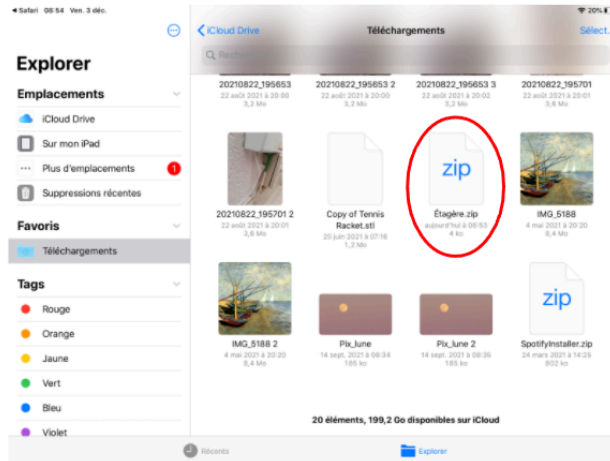 Safari 08:54 Ven. 3 déc.
20%
iCloud Drive
Téléchargements
Sélect.
Explorer
Emplacements
iCloud Drive
Sur mon iPad
Plus d'emplacements
1
Suppressions récentes
Favoris
Téléchargements
Tags
Rouge
Orange
Jaune
Vert
Bleu
Violet
20210822_195653
22 août 2021 à 20:00
3,2 Mo
20210822_195653 2
22 août 2021 à 20:00
3,2 Mo
20210822_195653 3
22 août 2021 à 20:02
3,2 Mo
20210822_195701
22 août 2021 à 20:01
3,6 Mo
20210822_195701 2
22 août 2021 à 20:01
3,6 Mo
Copy of Tennis
Racket.stl
25 juin 2021 à 07:16
1,2 Mo
zip
Étagère.zip
aujourd'hui à 08:53
4 ko
IMG_5188
4 mai 2021 à 20:20
8,4 Mo
IMG_5188 2
4 mai 2021 à 20:20
8,4 Mo
Pix_lune
14 sept. 2021 à 09:34
185 ko
Pix_lune 2
14 sept. 2021 à 09:35
185 ko
zip
SpotifyInstaller.zip
24 mars 2021 à 14:25
902 ko
20 éléments, 199,2 Go disponibles sur iCloud
Récents
Explorer